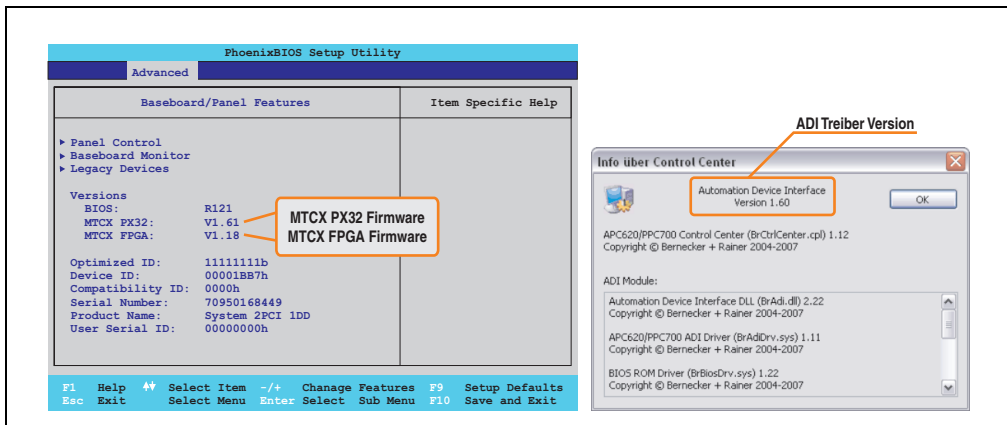 PhoenixBIOS Setup Utility
Advanced
Baseboard/Panel Features
Item Specific Help
Panel Control
Baseboard Monitor
Legacy Devices
Versions
BIOS: R121
MTCX PX32: V1.61
MTCX FPGA: V1.18
MTCX PX32 Firmware
MTCX FPGA Firmware
Optimized ID: 11111111b
Device ID: 00001BB7h
Compatibility ID: 0000h
Serial Number: 70950168449
Product Name: System 2PCI 1DD
User Serial ID: 00000000h
F1 Help Select Item -/+ Chanage Features F9 Setup Defaults
Esc Exit Select Menu Enter Select Sub Menu F10 Save and Exit
ADI Treiber Version
Info über Control Center
Automation Device Interface
Version 1.60
OK
APC620/PPC700 Control Center (BrCtrlCenter.cpl) 1.12
Copyright © Bernecker + Rainer 2004-2007
ADI Module:
Automation Device Interface DLL (BrAdi.dll) 2.22
Copyright © Bernecker + Rainer 2004-2007
APC620/PPC700 ADI Driver (BrAdiDrv.sys) 1.11
Copyright © Bernecker + Rainer 2004-2007
BIOS ROM Driver (BrBiosDrv.sys) 1.22
Copyright © Bernecker + Rainer 2004-2007